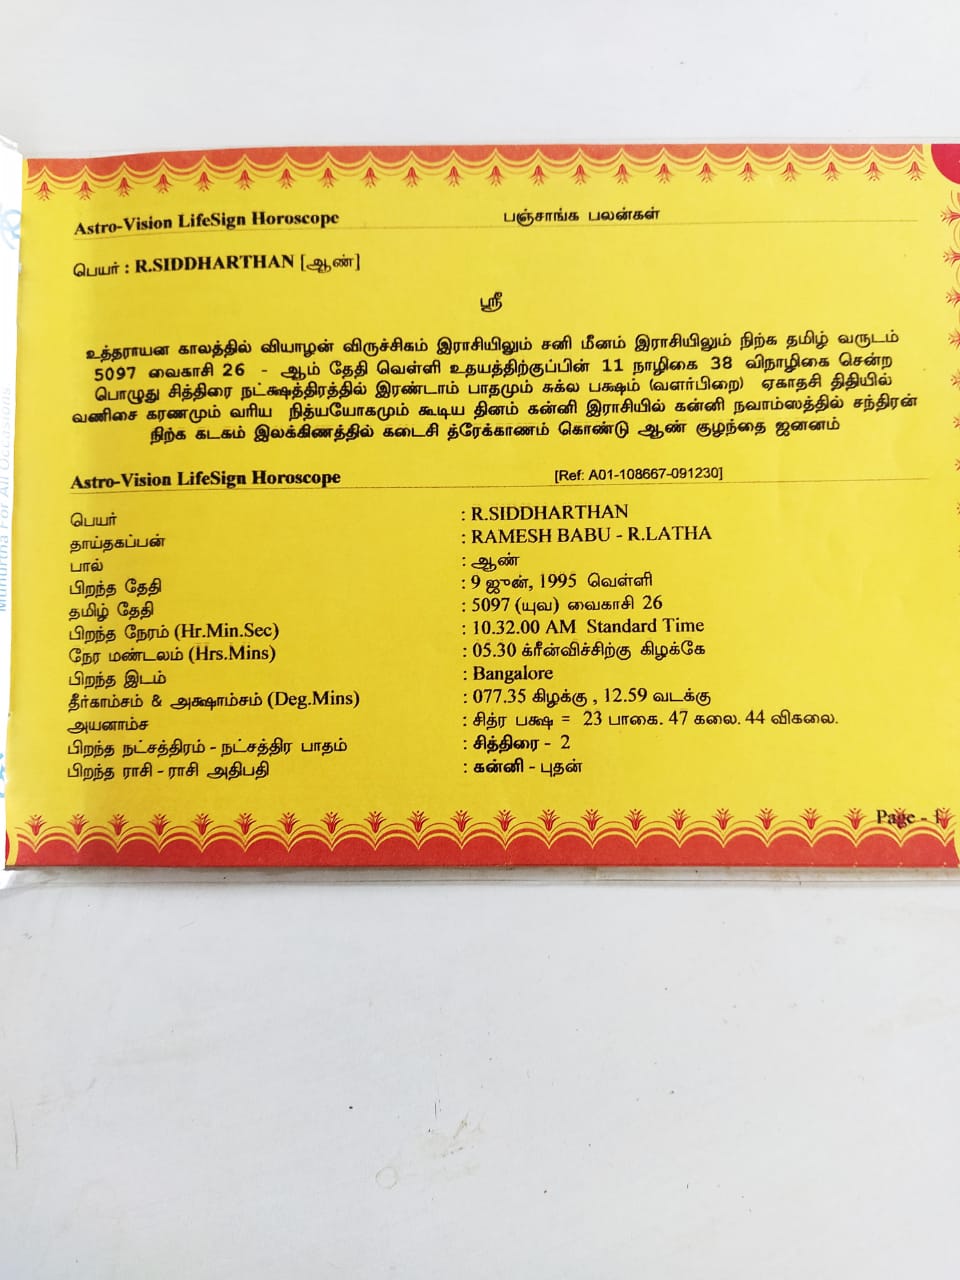 Astro-Vision LifeSign Horoscope பஞ்சாங்க பலன்கள்
பெயர் : R.SIDDHARTHAN [ஆண்]
ஸ்ரீ
உத்தராயன காலத்தில் வியாழன் விருச்சிகம் இராசியிலும் சனி மீனம் இராசியிலும் நிற்க தமிழ் வருடம்
5097 வைகாசி 26 - ஆம் தேதி வெள்ளி உதயத்திற்குப்பின் 11 நாழிகை 38 விநாழிகை சென்ற
பொழுது சித்திரை நட்க்ஷத்திரத்தில் இரண்டாம் பாதமும் சுக்ல பக்ஷம் (வளர்பிறை) ஏகாதசி திதியில்
வணிசை கரணமும் வரிய நித்யயோகமும் கூடிய தினம் கன்னி இராசியில் கன்னி நவாம்ஸத்தில் சந்திரன்
நிற்க கடகம் இலக்கிணத்தில் கடைசி த்ரேக்காணம் கொண்டு ஆண் குழந்தை ஜனனம்
Astro-Vision LifeSign Horoscope [Ref: A01-108667-091230]
பெயர் : R.SIDDHARTHAN
தாய்தகப்பன் : RAMESH BABU - R.LATHA
பால் : ஆண்
பிறந்த தேதி : 9 ஜுன், 1995 வெள்ளி
தமிழ் தேதி : 5097 (யுவ) வைகாசி 26
பிறந்த நேரம் (Hr.Min.Sec) : 10.32.00 AM Standard Time
நேர மண்டலம் (Hrs.Mins) : 05.30 க்ரீன்விச்சிற்கு கிழக்கே
பிறந்த இடம் : Bangalore
தீர்காம்சம் & அக்ஷாம்சம் (Deg.Mins) : 077.35 கிழக்கு , 12.59 வடக்கு
அயனாம்ச : சித்ர பக்ஷ = 23 பாகை. 47 கலை. 44 விகலை.
பிறந்த நட்சத்திரம் - நட்சத்திர பாதம் : சித்திரை - 2
பிறந்த ராசி - ராசி அதிபதி : கன்னி - புதன்
Page - 1
Muhurtha For All Occasions